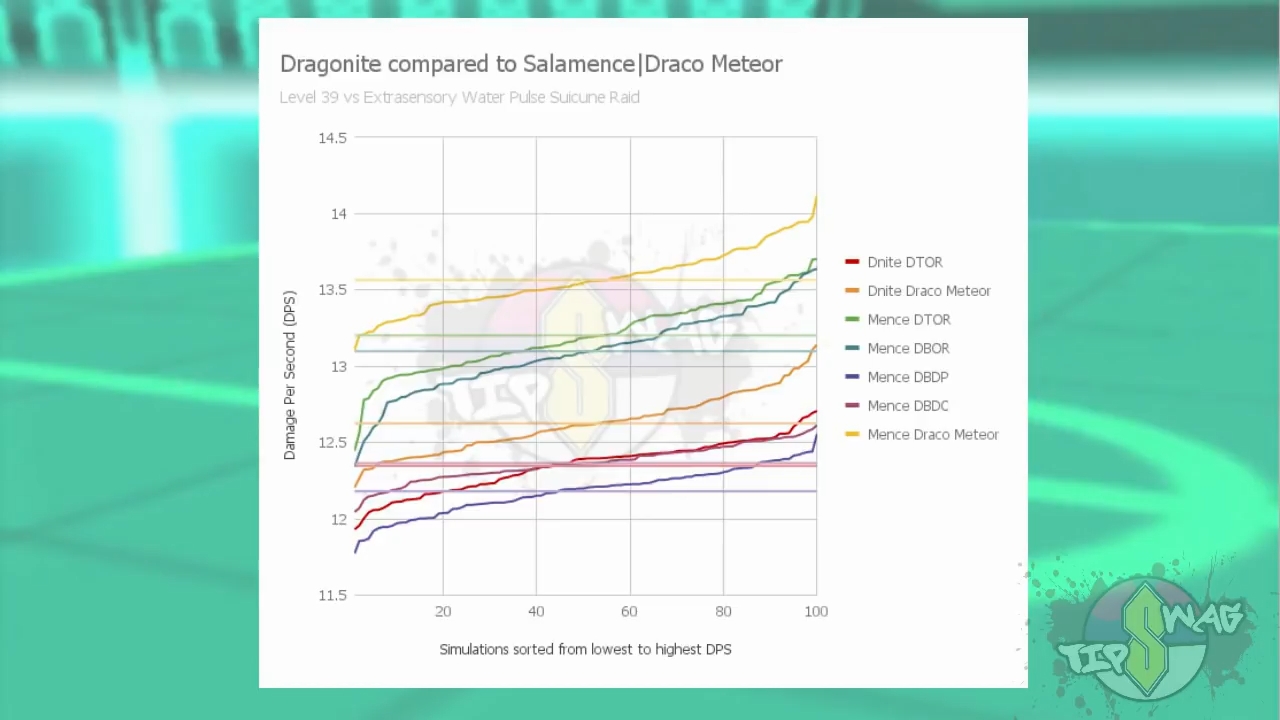 Dragonite compared to Salamence|Draco Meteor
Level 39 vs Extrasensory Water Pulse Suicune Raid
Damage Per Second (DPS)
14.5
14
13.5
13
12.5
12
11.5
20 40 60 80 100
Simulations sorted from lowest to highest DPS
Dnite DTOR
Dnite Draco Meteor
Mence DTOR
Mence DBOR
Mence DBDP
Mence DBDC
Mence Draco Meteor
SWAG
TIPS
SWAG
TIPS